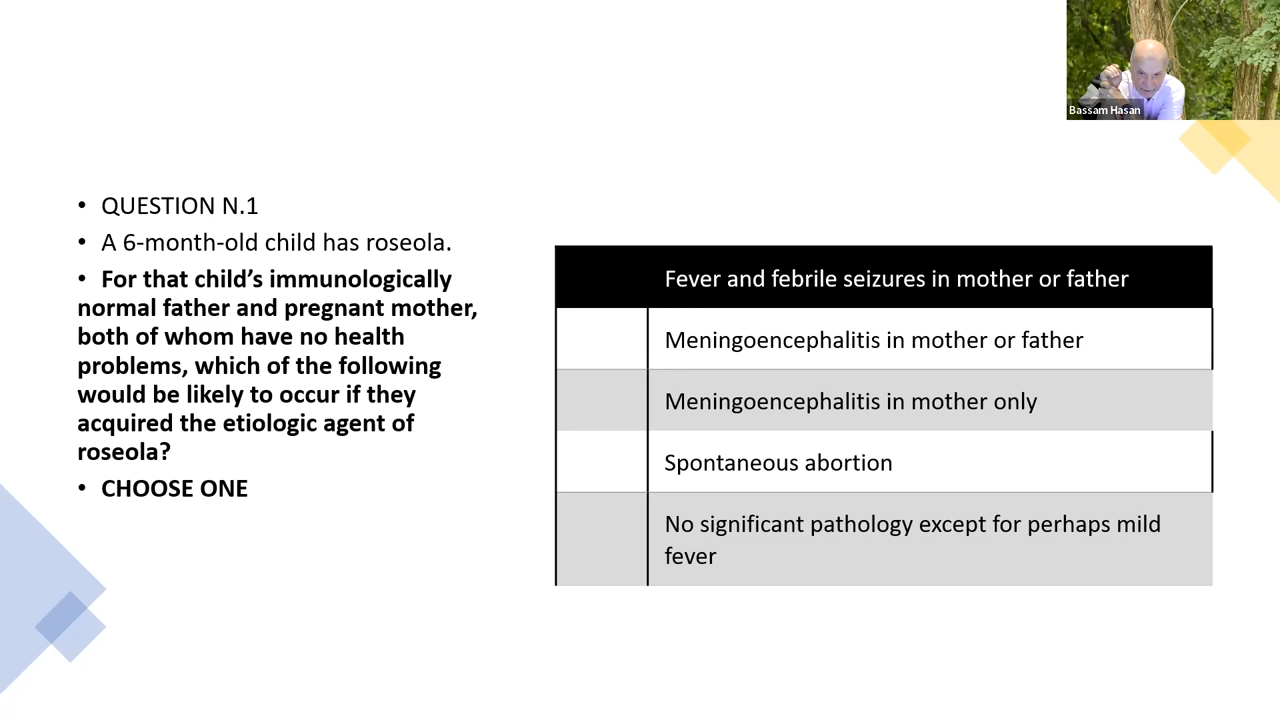 Bassam Hasan
• QUESTION N.1
• A 6-month-old child has roseola.
• For that child’s immunologically
normal father and pregnant mother,
both of whom have no health
problems, which of the following
would be likely to occur if they
acquired the etiologic agent of
roseola?
• CHOOSE ONE
Fever and febrile seizures in mother or father
Meningoencephalitis in mother or father
Meningoencephalitis in mother only
Spontaneous abortion
No significant pathology except for perhaps mild
fever